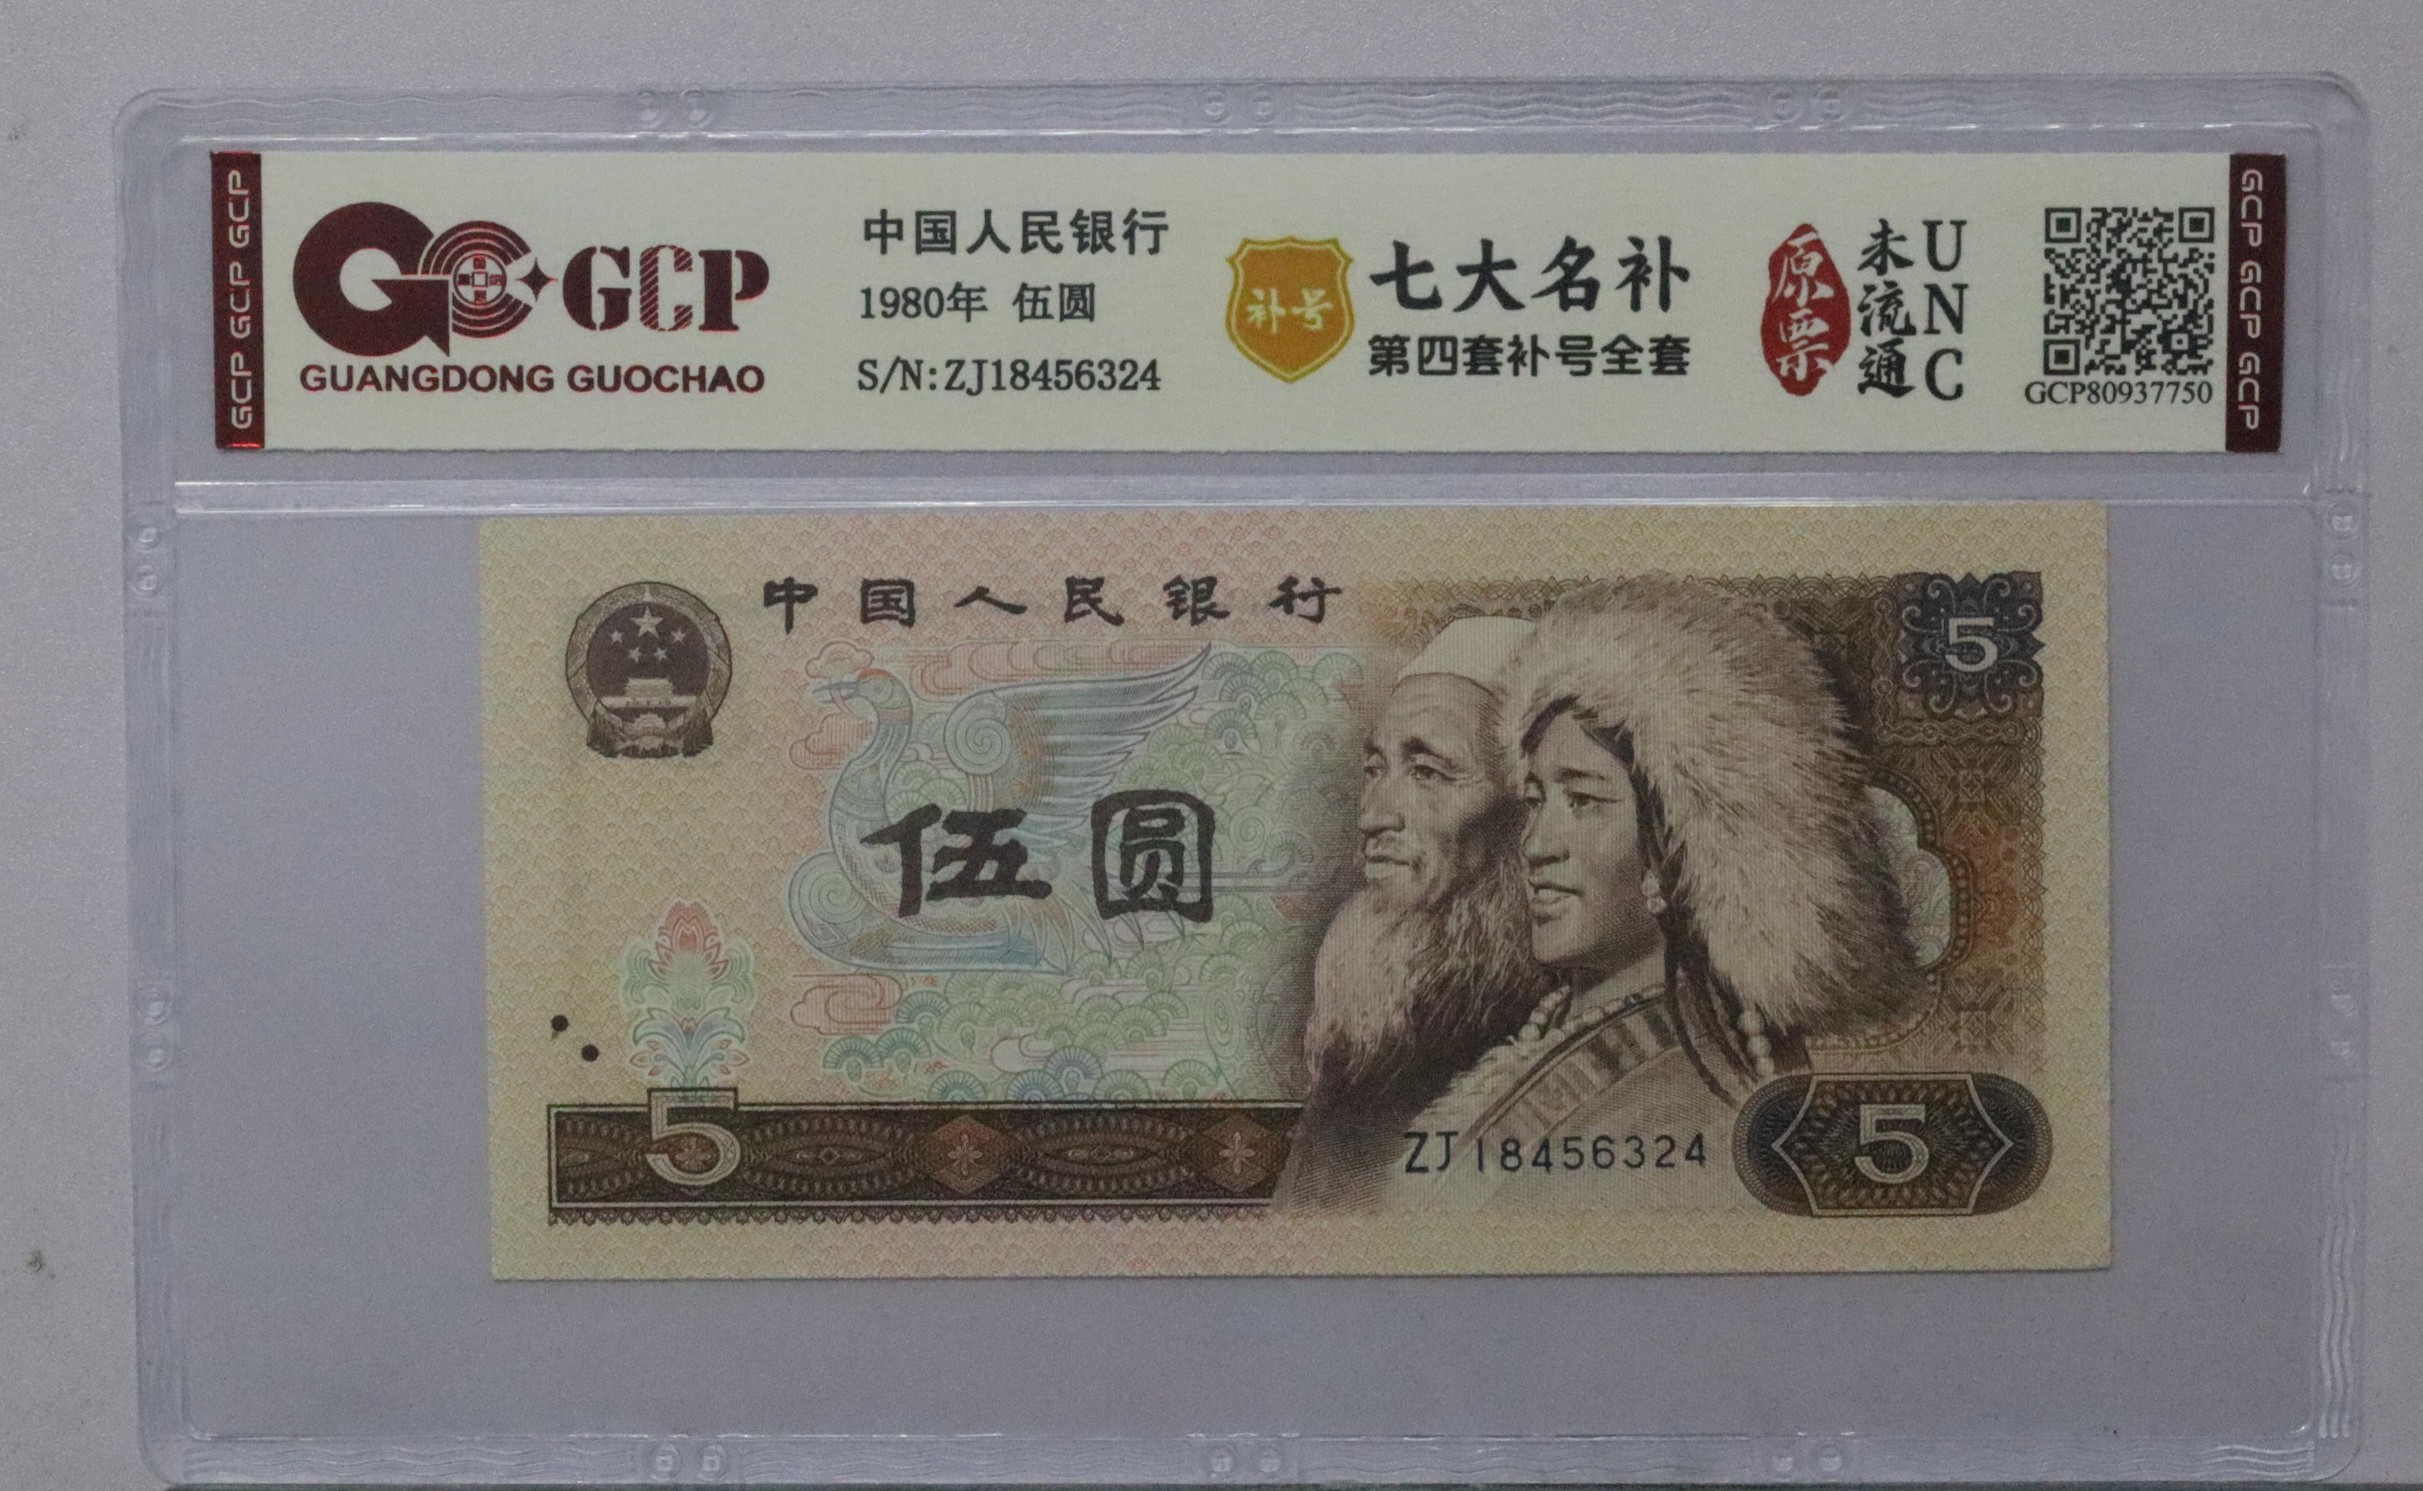 GCP GCP GCP
GCP
GUANGDONG GUOCHAO
中国人民银行
1980年 伍圆
S/N:ZJ18456324
补号
七大名补
第四套补号全套
原票
未流通
UNC
GCP80937750
GCP GCP GCP
中国人民银行
5
伍圆
5
ZJ18456324
5